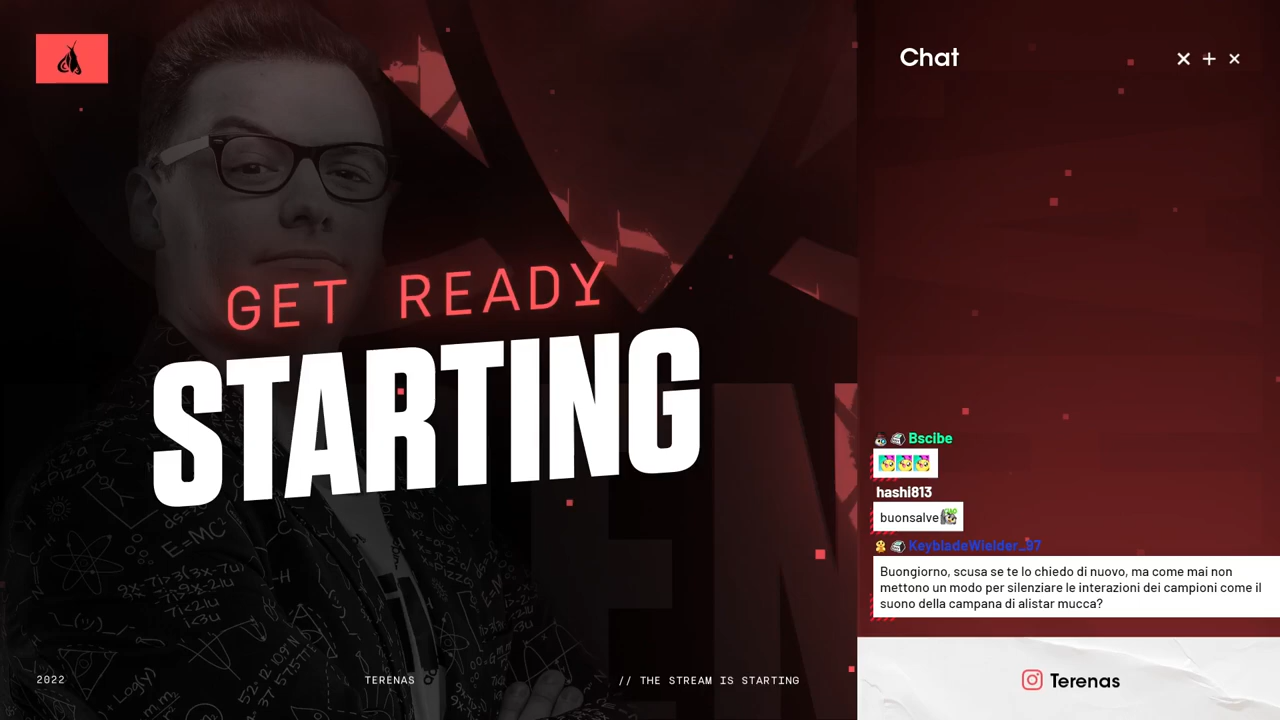 GET READY
STARTING
2022
TERENAS
// THE STREAM IS STARTING
Chat
Bscibe
hashl813
buonsalve
KeybladeWielder_97
Buongiorno, scusa se te lo chiedo di nuovo, ma come mai non
mettono un modo per silenziare le interazioni dei campioni come il
suono della campana di alistar mucca?
Terenas